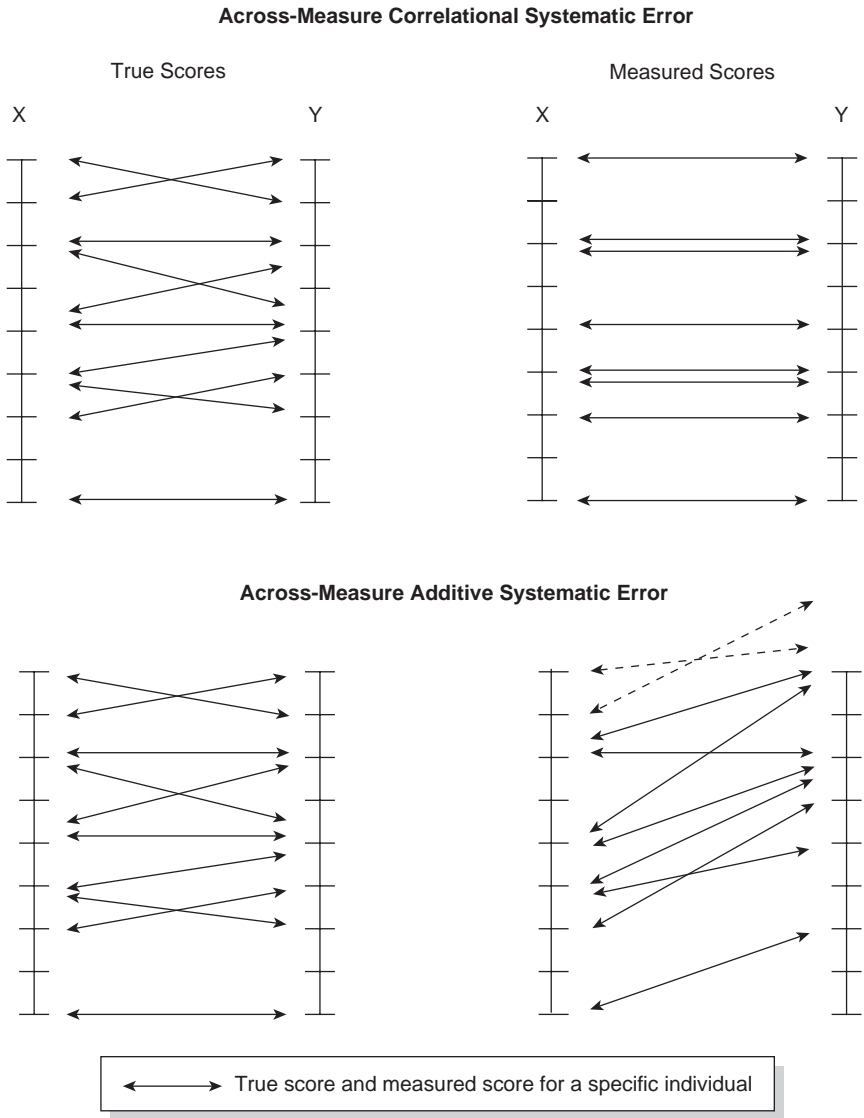 Across-Measure Correlational Systematic Error
True Scores
Measured Scores
X
Y
X
Y
Across-Measure Additive Systematic Error
True score and measured score for a specific individual